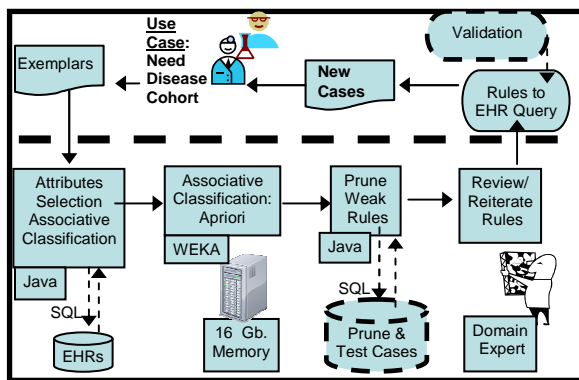 Use
Case:
Need
Disease
Cohort
Validation
Exemplars
New
Cases
Rules to
EHR Query
Attributes
Selection
Associative
Classification
Java
SQL
EHRs
Associative
Classification:
Apriori
WEKA
16 Gb.
Memory
Prune
Weak
Rules
Java
SQL
Prune &
Test Cases
Review/
Reiterate
Rules
Domain
Expert